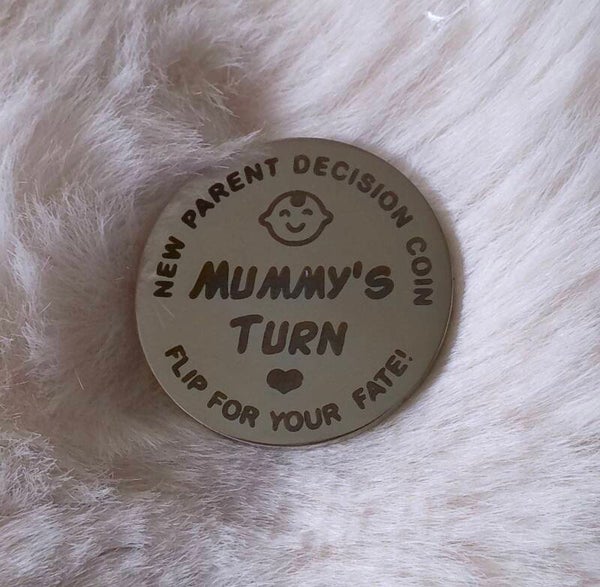 NEW PARENT DECISION COIN
MUMMY'S
TURN
FLIP FOR YOUR FATE!